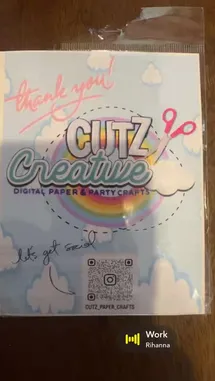 thank you!
CUTZ
Creative
DIGITAL PAPER & PARTY CRAFTS
let's get social
CUTZ_PAPER_CRAFTS
Work
Rihanna